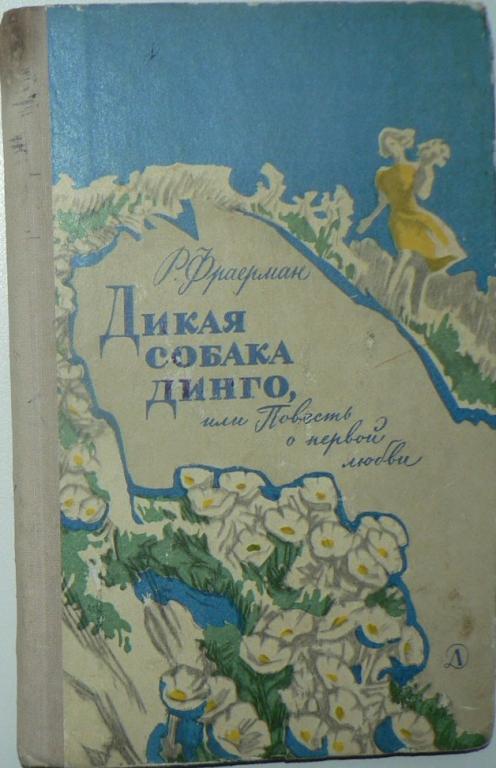 Р. Фраерман
Дикая
собака
динго,
или Повесть
о первой
любви
Д